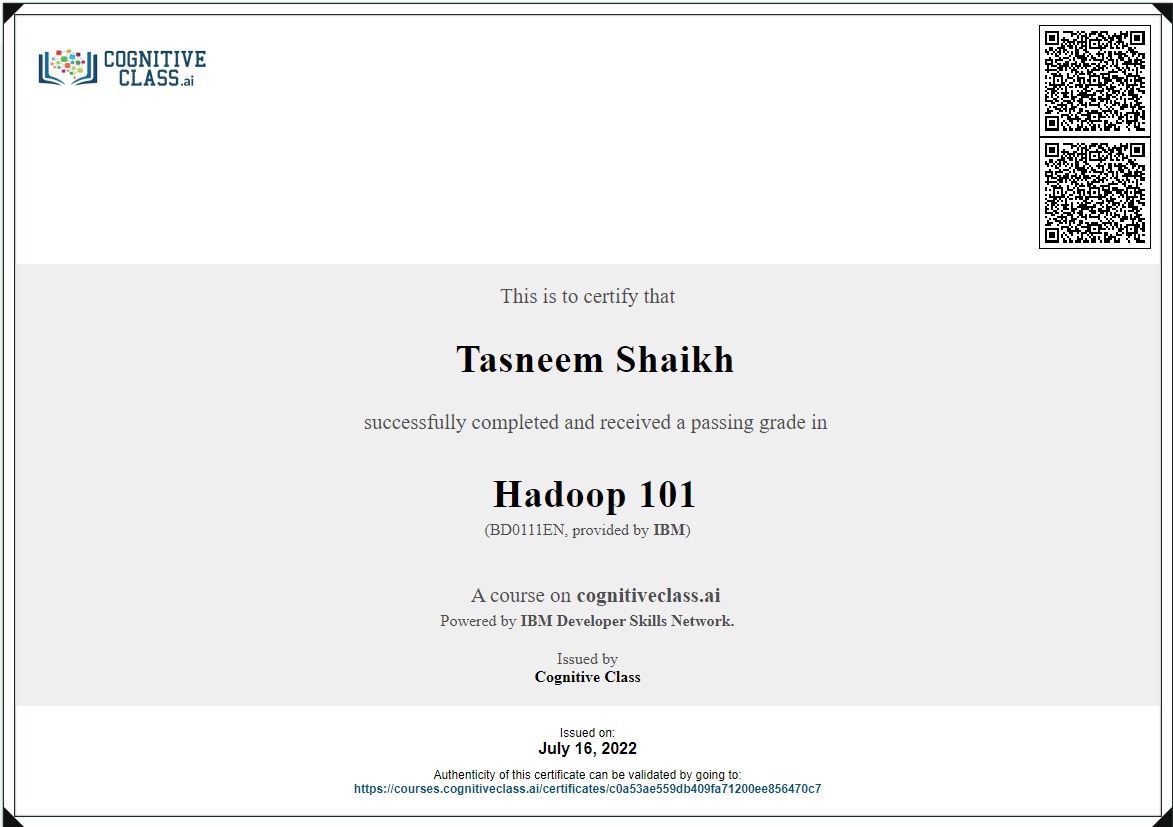 COGNITIVE
CLASS.ai
This is to certify that
Tasneem Shaikh
successfully completed and received a passing grade in
Hadoop 101
(BD0111EN, provided by IBM)
A course on cognitiveclass.ai
Powered by IBM Developer Skills Network.
Issued by
Cognitive Class
Issued on:
July 16, 2022
Authenticity of this certificate can be validated by going to:
https://courses.cognitiveclass.ai/certificates/c0a53ae559db409fa71200ee856470c7